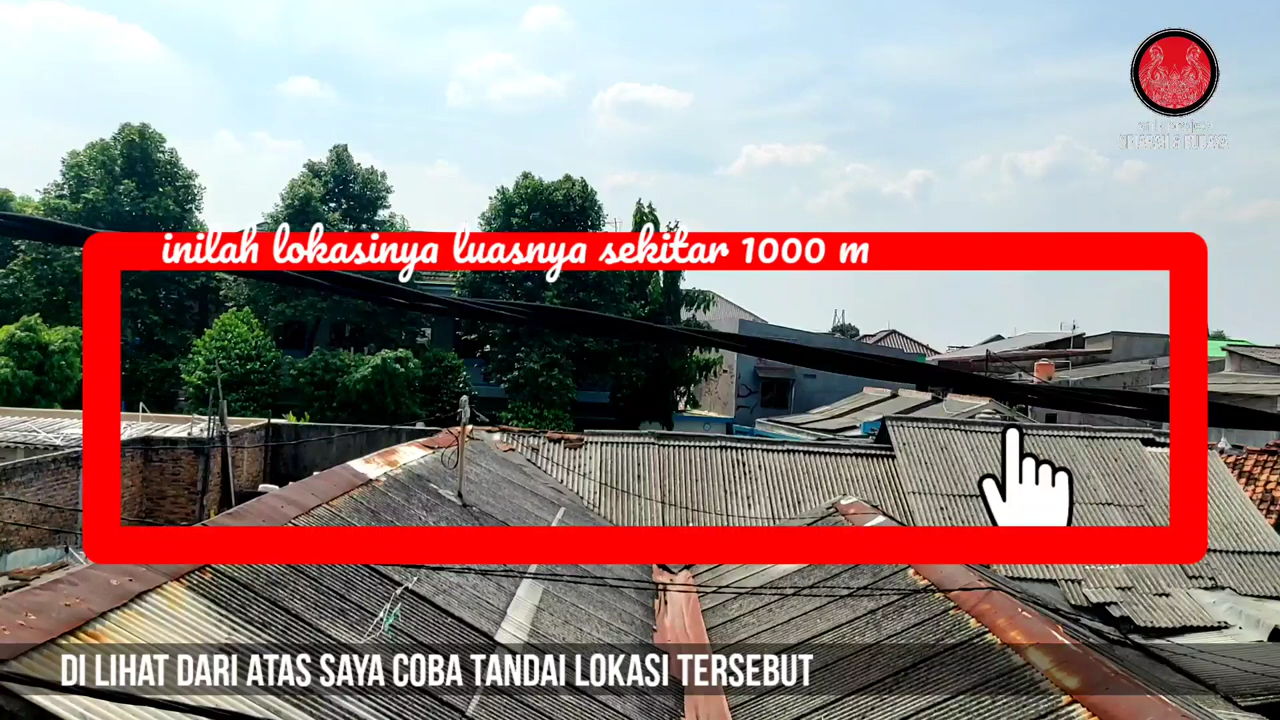 inilah lokasinya luasnya sekitar 1000 m
DI LIHAT DARI ATAS SAYA COBA TANDAI LOKASI TERSEBUT